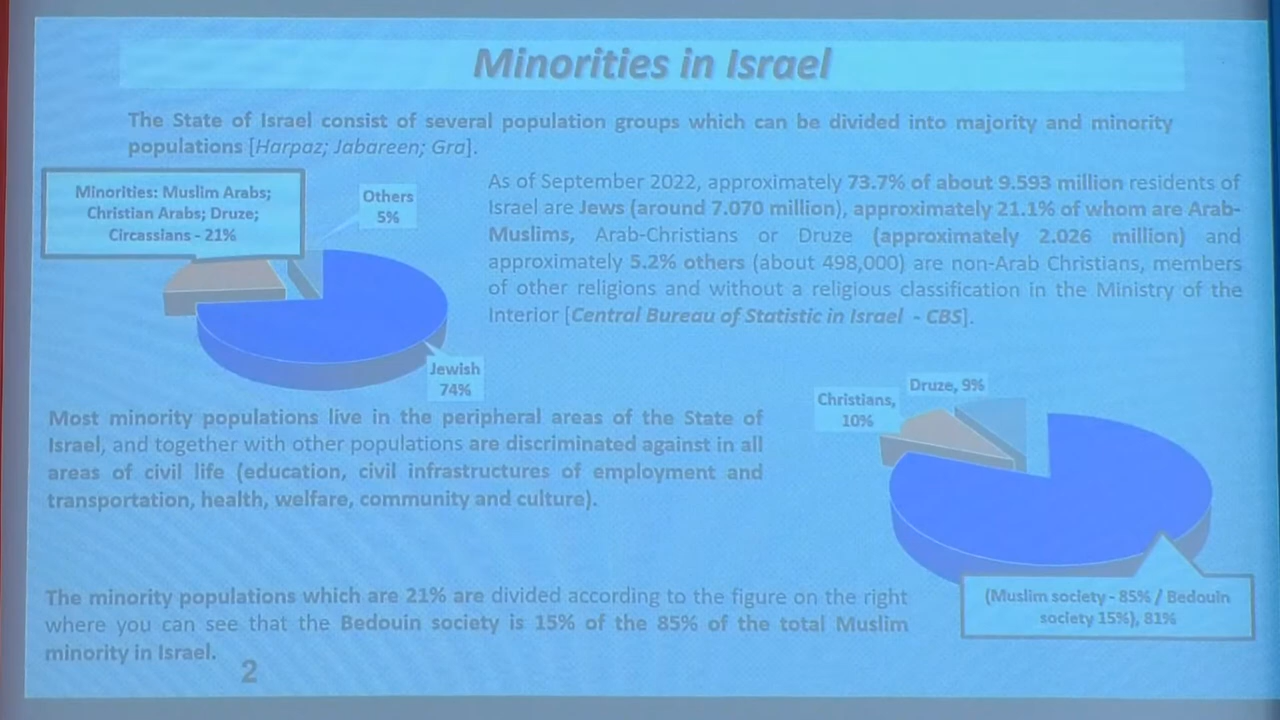 Minorities in Israel
The State of Israel consist of several population groups which can be divided into majority and minority
populations [Harpaz; Jabareen; Gra].
Minorities: Muslim Arabs;
Christian Arabs; Druze;
Circassians - 21%
Others
5%
Jewish
74%
As of September 2022, approximately 73.7% of about 9.593 million residents of
Israel are Jews (around 7.070 million), approximately 21.1% of whom are Arab-
Muslims, Arab-Christians or Druze (approximately 2.026 million) and
approximately 5.2% others (about 498,000) are non-Arab Christians, members
of other religions and without a religious classification in the Ministry of the
Interior [Central Bureau of Statistic in Israel - CBS].
Most minority populations live in the peripheral areas of the State of
Israel, and together with other populations are discriminated against in all
areas of civil life (education, civil infrastructures of employment and
transportation, health, welfare, community and culture).
Druze, 9%
Christians,
10%
(Muslim society - 85% / Bedouin
society 15%), 81%
The minority populations which are 21% are divided according to the figure on the right
where you can see that the Bedouin society is 15% of the 85% of the total Muslim
minority in Israel.
2